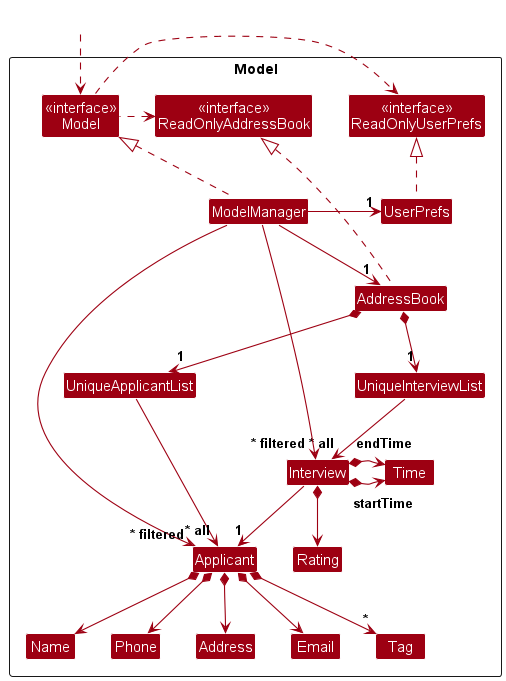 Model
«interface»
Model
«interface»
ReadOnlyAddressBook
«interface»
ReadOnlyUserPrefs
ModelManager
1
UserPrefs
1
AddressBook
1
UniqueApplicantList
1
UniqueInterviewList
* filtered
* all
endTime
Interview
Time
startTime
* filtered
* all
1
Applicant
Rating
*
Name
Phone
Address
Email
Tag